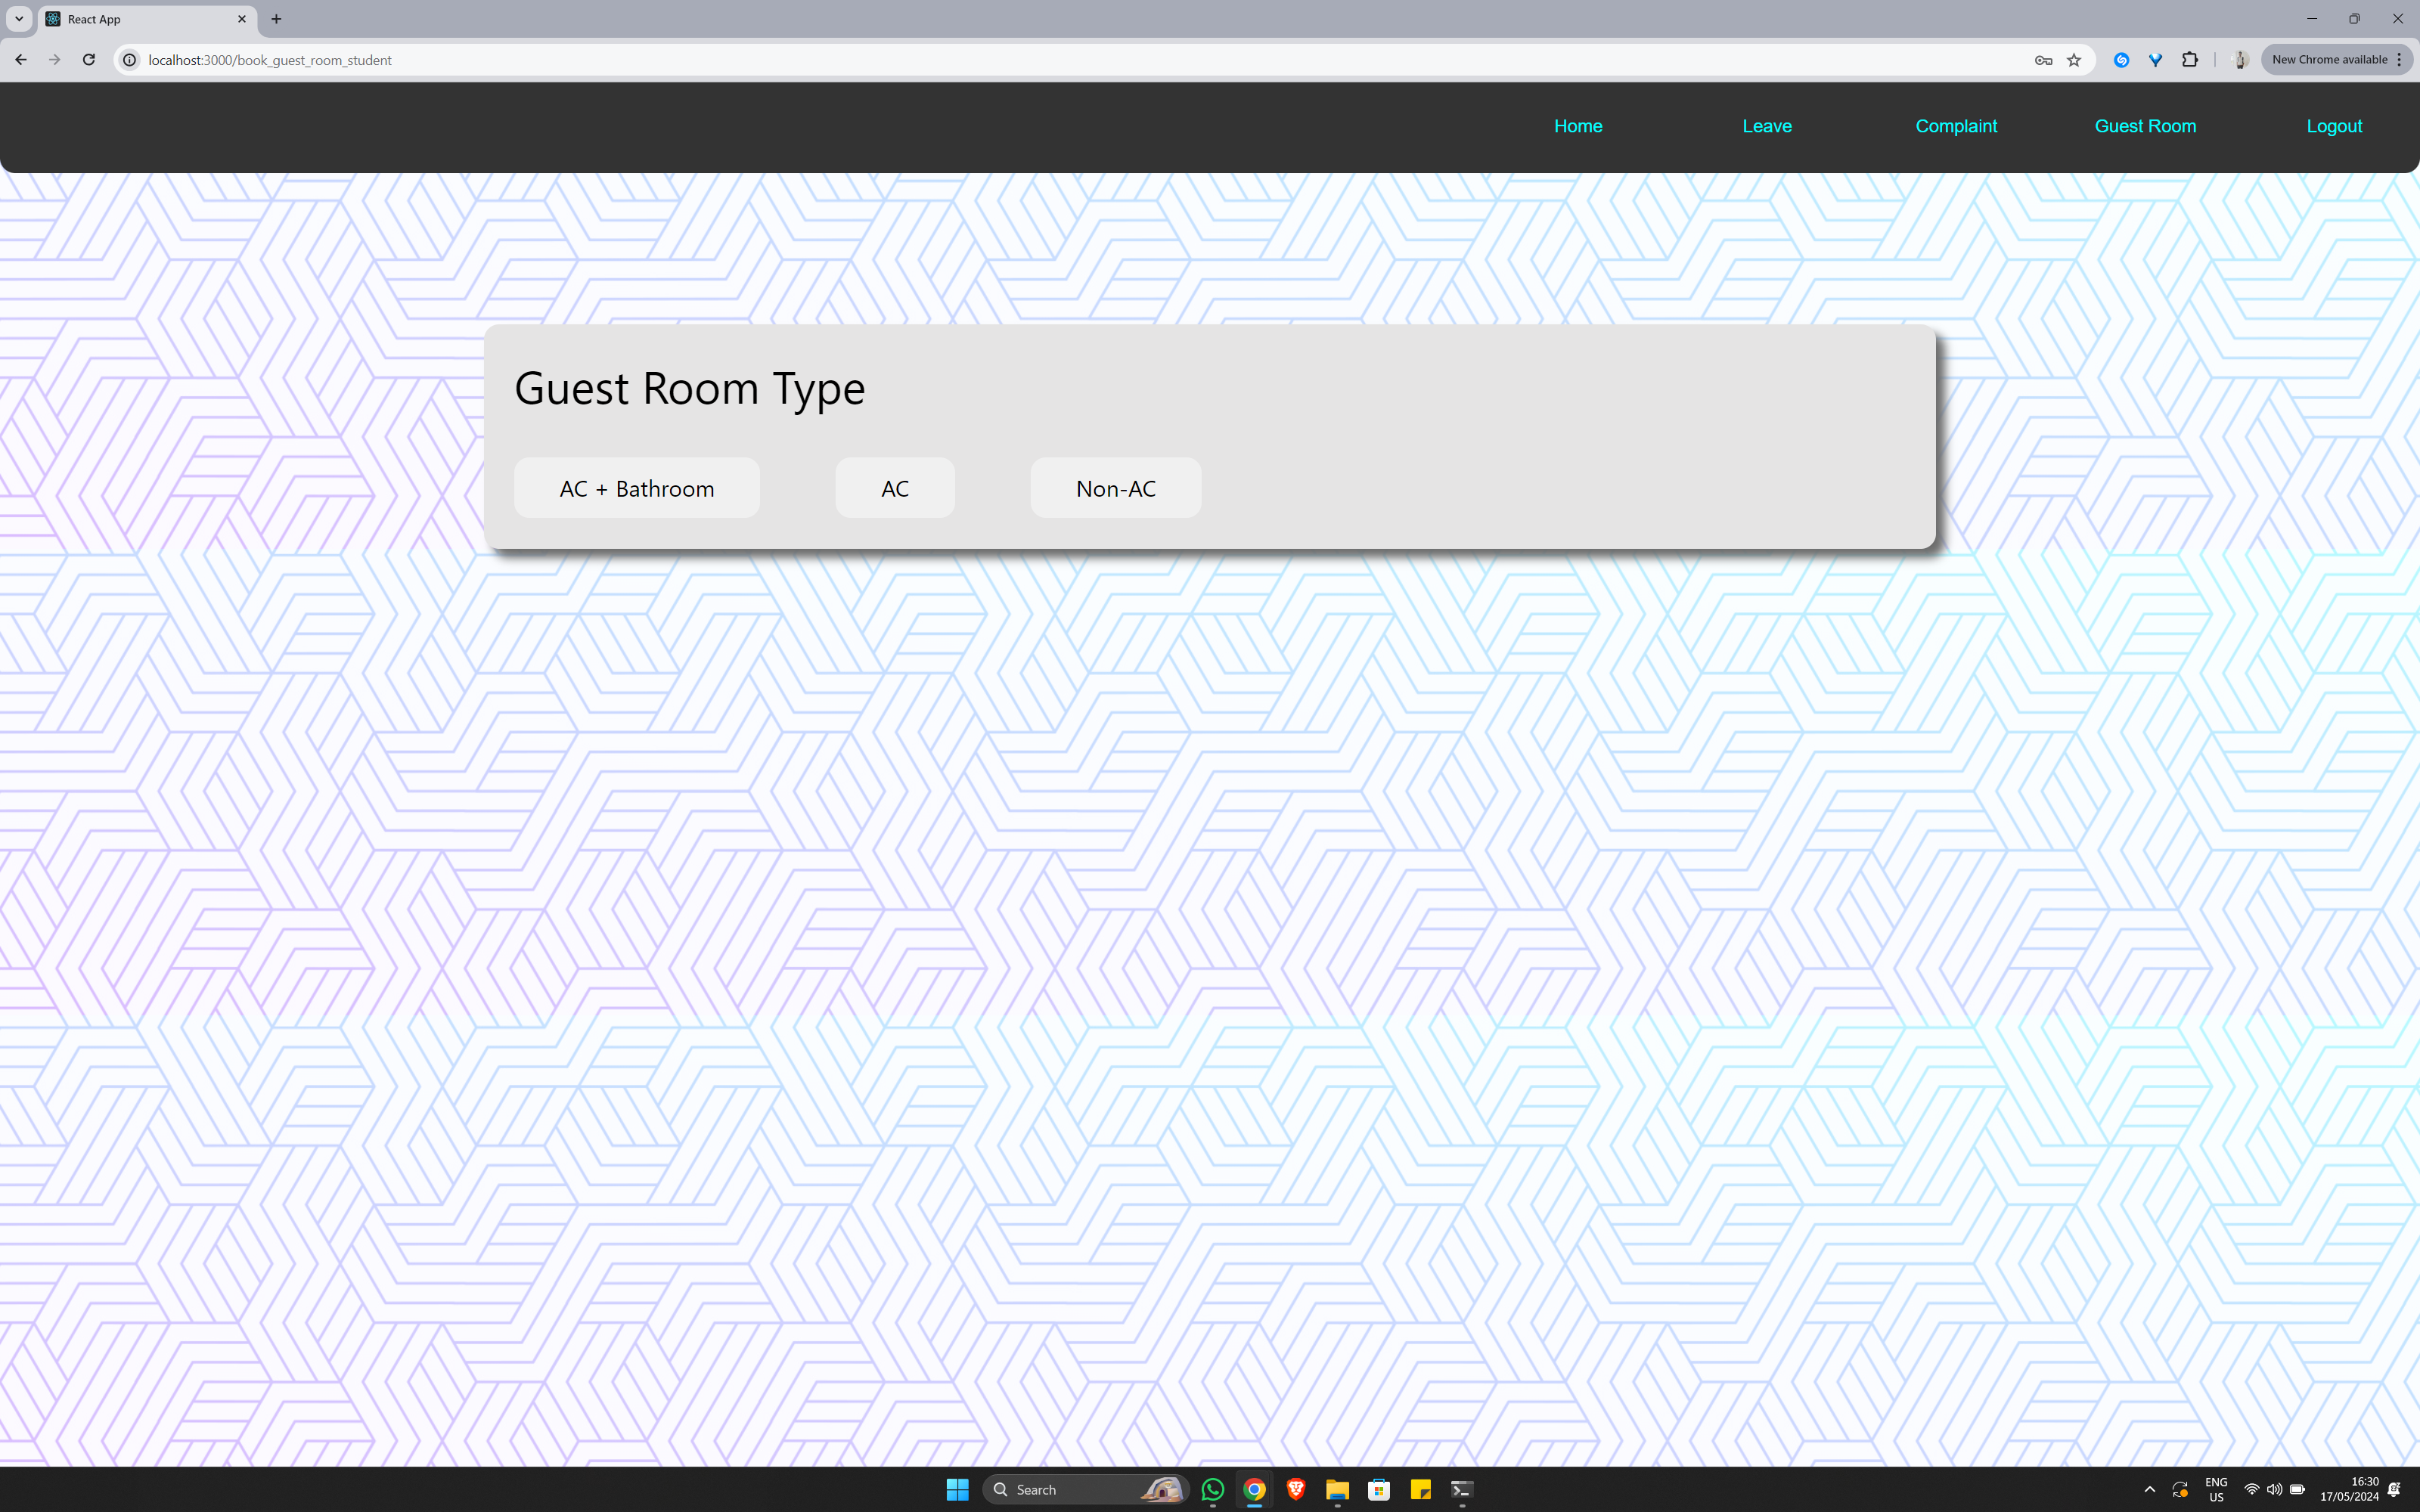 React App
localhost:3000/book_guest_room_student
New Chrome available
Home Leave Complaint Guest Room Logout
Guest Room Type
AC + Bathroom AC Non-AC
Search
ENG
US
16:30
17/05/2024